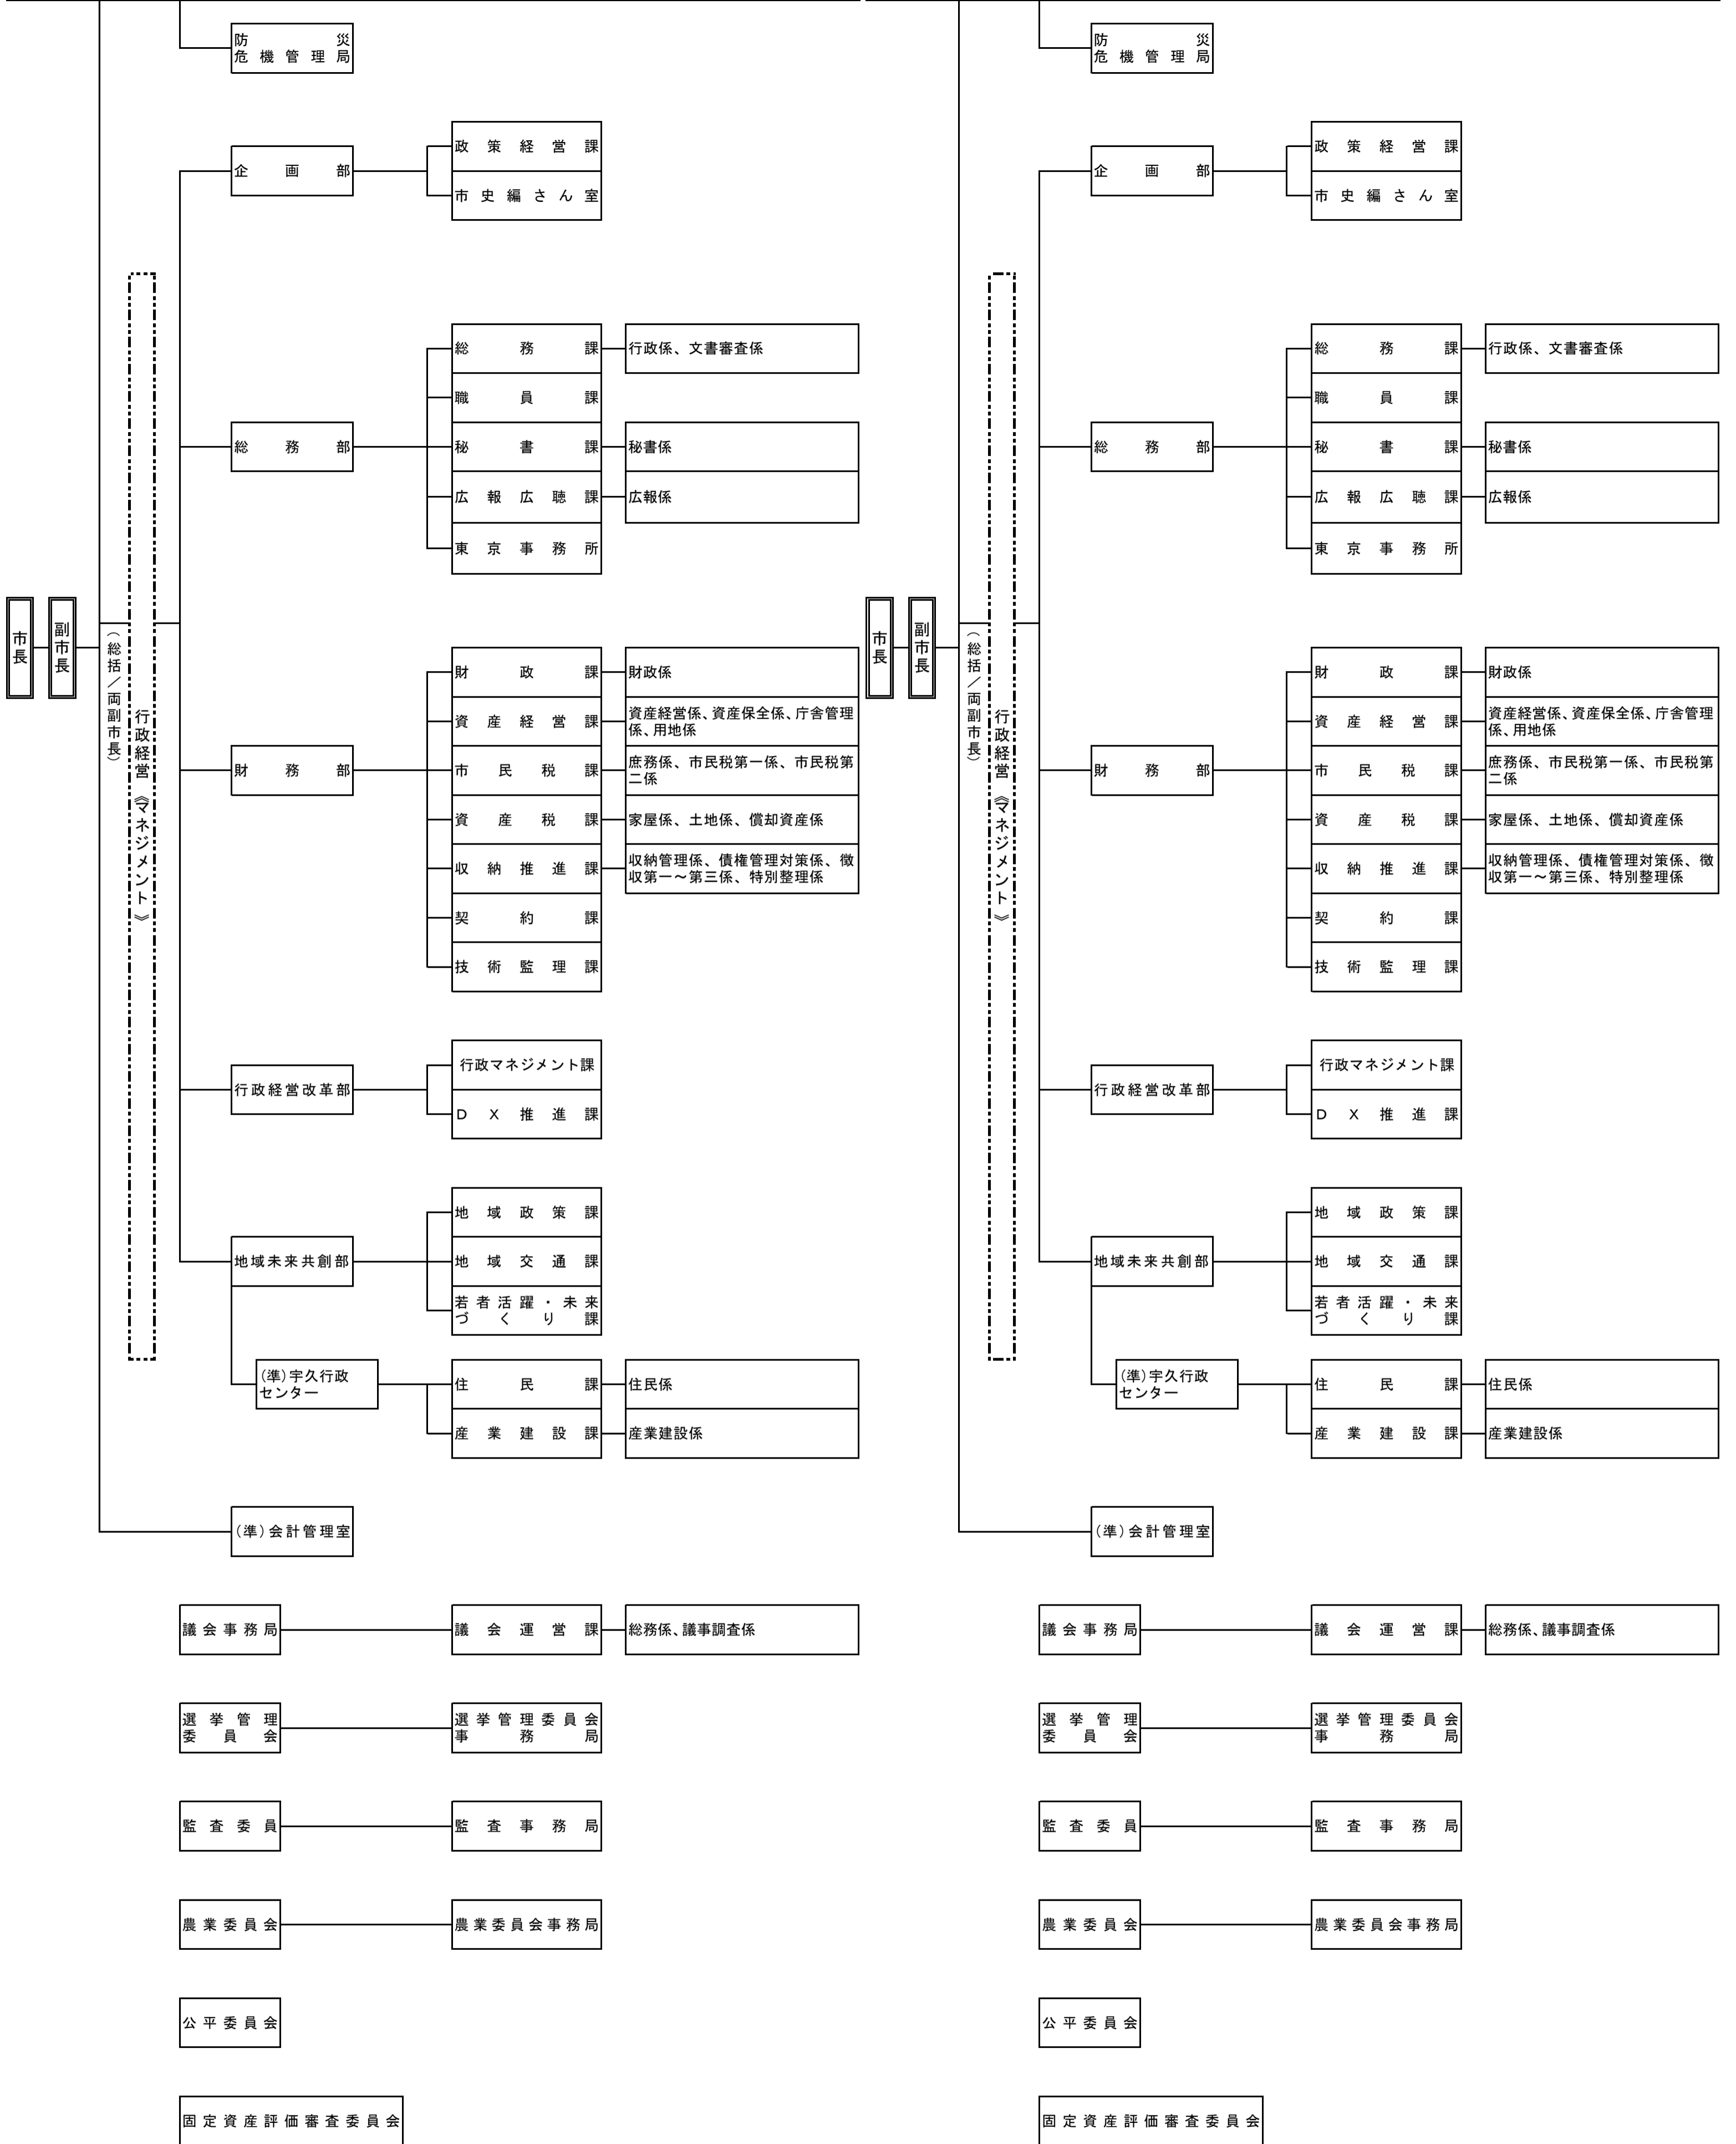 防災
危機管理局
企画部
政策経営課
市史編さん室
総務課
行政係、文書審査係
職員課
総務部
秘書課
秘書係
広報広聴課
広報係
東京事務所
市長
副市長
（総括／両副市長）
行政経営《マネジメント》
財政課
財政係
資産経営課
資産経営係、資産保全係、庁舎管理
係、用地係
財務部
市民税課
庶務係、市民税第一係、市民税第
二係
資産税課
家屋係、土地係、償却資産係
収納推進課
収納管理係、債権管理対策係、徴
収第一～第三係、特別整理係
契約課
技術監理課
行政経営改革部
行政マネジメント課
ＤＸ推進課
地域政策課
地域未来共創部
地域交通課
若者活躍・未来
づくり課
（準）宇久行政
センター
住民課
住民係
産業建設課
産業建設係
（準）会計管理室
議会事務局
議会運営課
総務係、議事調査係
選挙管理
委員会
選挙管理委員会
事務局
監査委員
監査事務局
農業委員会
農業委員会事務局
公平委員会
固定資産評価審査委員会
防災
危機管理局
企画部
政策経営課
市史編さん室
総務課
行政係、文書審査係
職員課
総務部
秘書課
秘書係
広報広聴課
広報係
東京事務所
市長
副市長
（総括／両副市長）
行政経営《マネジメント》
財政課
財政係
資産経営課
資産経営係、資産保全係、庁舎管理
係、用地係
財務部
市民税課
庶務係、市民税第一係、市民税第
二係
資産税課
家屋係、土地係、償却資産係
収納推進課
収納管理係、債権管理対策係、徴
収第一～第三係、特別整理係
契約課
技術監理課
行政経営改革部
行政マネジメント課
ＤＸ推進課
地域政策課
地域未来共創部
地域交通課
若者活躍・未来
づくり課
（準）宇久行政
センター
住民課
住民係
産業建設課
産業建設係
（準）会計管理室
議会事務局
議会運営課
総務係、議事調査係
選挙管理
委員会
選挙管理委員会
事務局
監査委員
監査事務局
農業委員会
農業委員会事務局
公平委員会
固定資産評価審査委員会